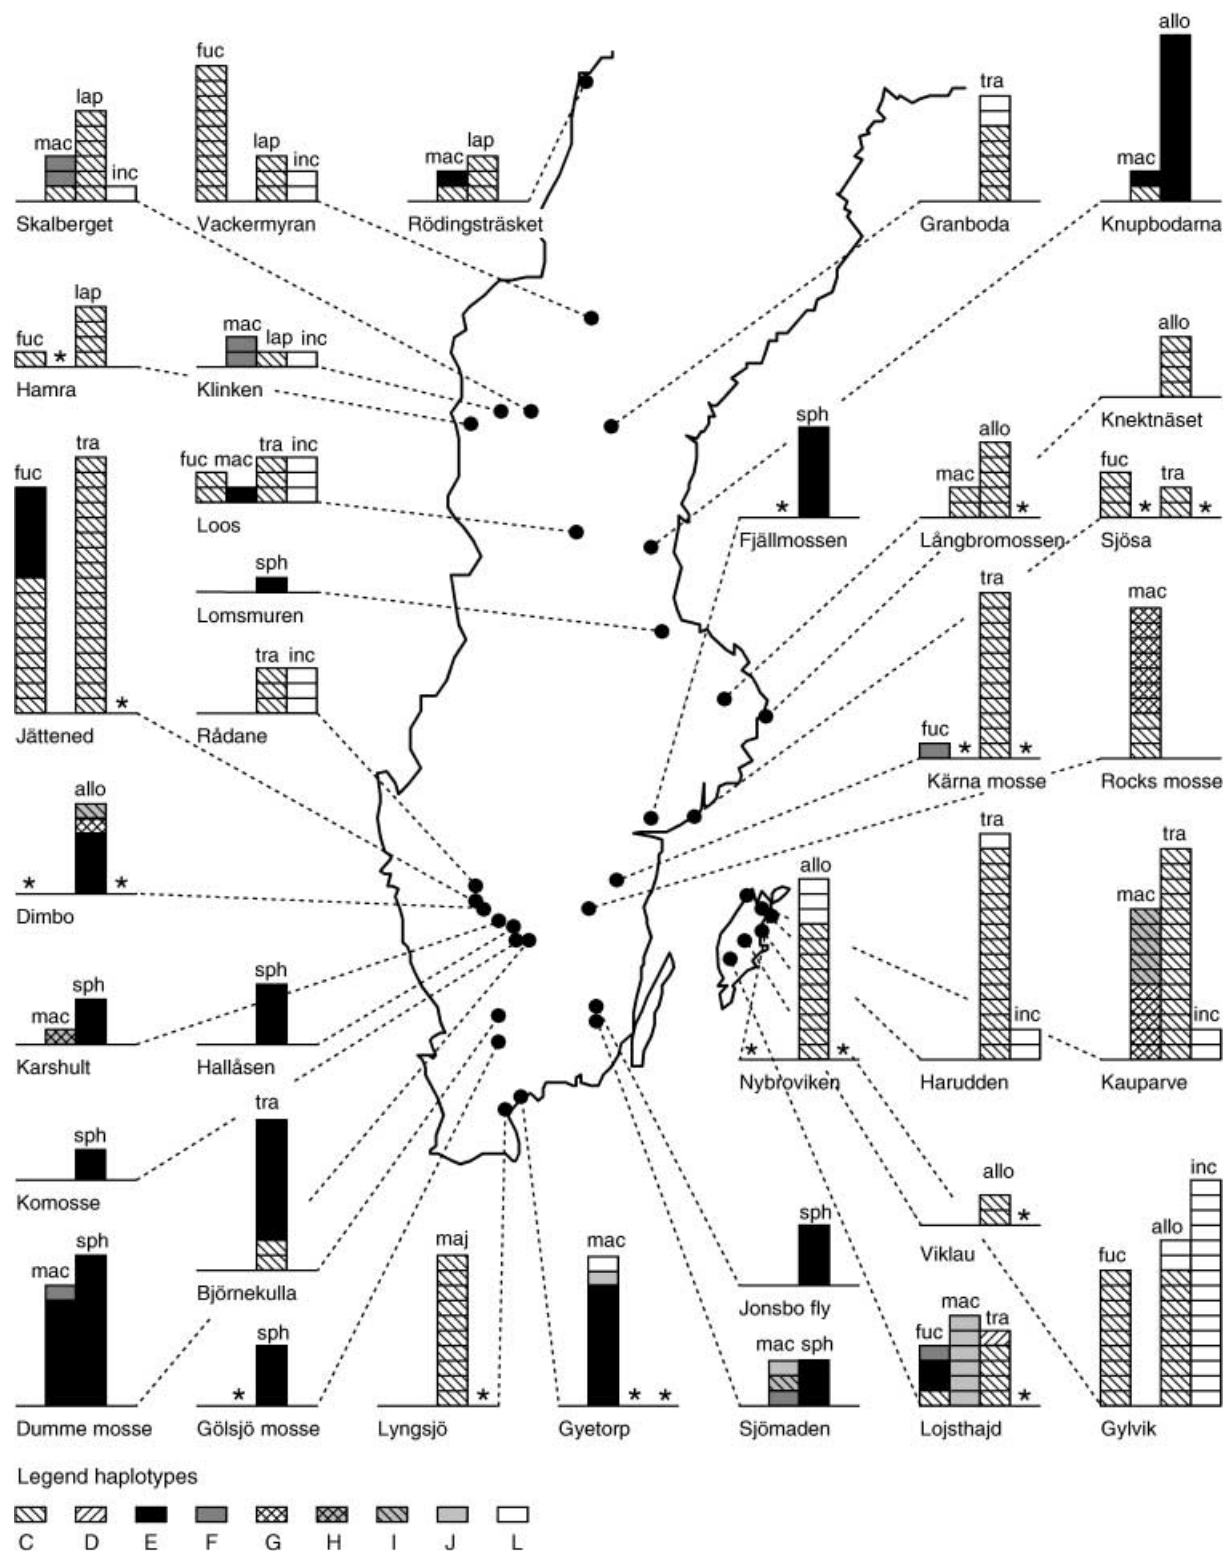 fuc
lap
mac
inc
Skalberget
lap
inc
Vackermyran
mac
lap
Rödingsträsket
tra
Granboda
allo
mac
Knupbodarna
fuc
*
lap
Hamra
mac
lap inc
Klinken
allo
Knektnäset
fuc
tra
*
Jättened
fuc mac tra inc
Loos
sph
Lomsmuren
tra inc
Rådane
sph
*
Fjällmossen
mac
allo
*
Långbromossen
fuc
*
tra
*
Sjösa
fuc
*
tra
*
Kärna mosse
mac
Rocks mosse
*
allo
*
Dimbo
mac
sph
Karshult
sph
Hallåsen
*
allo
*
Nybroviken
tra
inc
Harudden
mac
tra
inc
Kauparve
sph
Komosse
tra
Björnekulla
sph
Jonsbo fly
allo
*
Viklau
mac
sph
Dumme mosse
*
sph
Gölsjö mosse
maj
*
Lyngsjö
mac
*
*
Gyetorp
mac sph
Sjömaden
fuc
mac
tra
*
Lojsthajd
fuc
allo
inc
Gylvik
Legend haplotypes
C D E F G H I J L